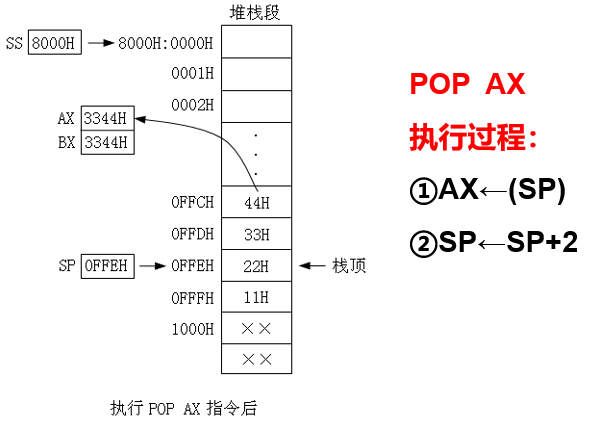 堆栈段
SS 8000H 8000H:0000H
0001H
0002H
AX 3344H
BX 3344H
·
·
·
0FFCH 44H
0FFDH 33H
SP 0FFEH 0FFEH 22H 栈顶
0FFFH 11H
1000H ××
××
执行 POP AX 指令后
POP AX
执行过程：
①AX←(SP)
②SP←SP+2